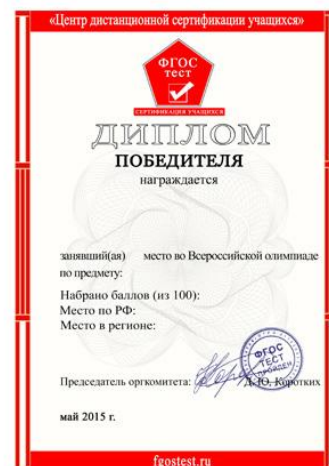 «Центр дистанционной сертификации учащихся»
ФГОС
тест
СЕРТИФИКАЦИЯ УЧАЩИХСЯ
ДИПЛОМ
ПОБЕДИТЕЛЯ
награждается
занявший(ая) место во Всероссийской олимпиаде
по предмету:
Набрано баллов (из 100):
Место по РФ:
Место в регионе:
ФГОС
ТЕСТ
ПРОЙДЕН
Председатель оргкомитета: Д.Ю. Коротких
май 2015 г.
fgostest.ru